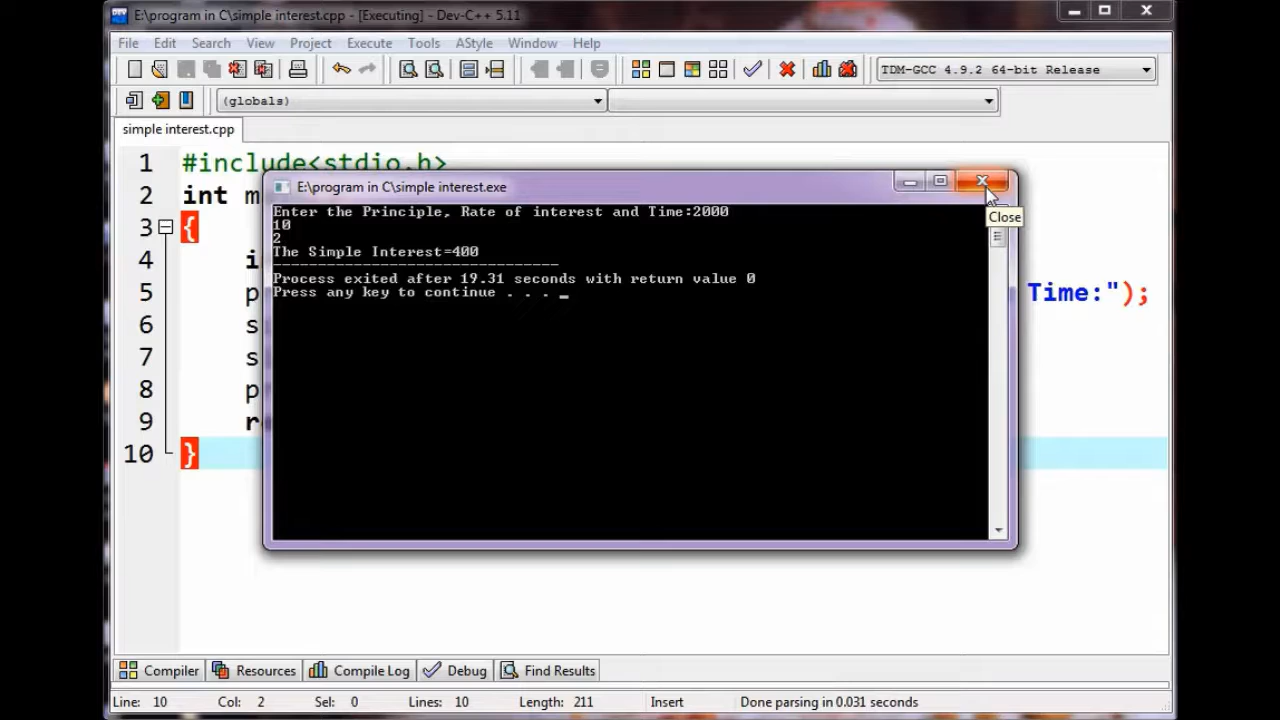 E:\program in C\simple interest.cpp - [Executing] - Dev-C++ 5.11
File Edit Search View Project Execute Tools AStyle Window Help
TDM-GCC 4.9.2 64-bit Release
(globals)
simple interest.cpp
1 #include<stdio.h>
2 int m
E:\program in C\simple interest.exe
Enter the Principle, Rate of interest and Time:2000
10
2
The Simple Interest=400
--------------------------------
Process exited after 19.31 seconds with return value 0
Press any key to continue . . . _
Close
3 {
4 i
5 p Time:");
6 s
7 s
8 p
9 re
10 }
Compiler Resources Compile Log Debug Find Results
Line: 10 Col: 2 Sel: 0 Lines: 10 Length: 211 Insert Done parsing in 0.031 seconds